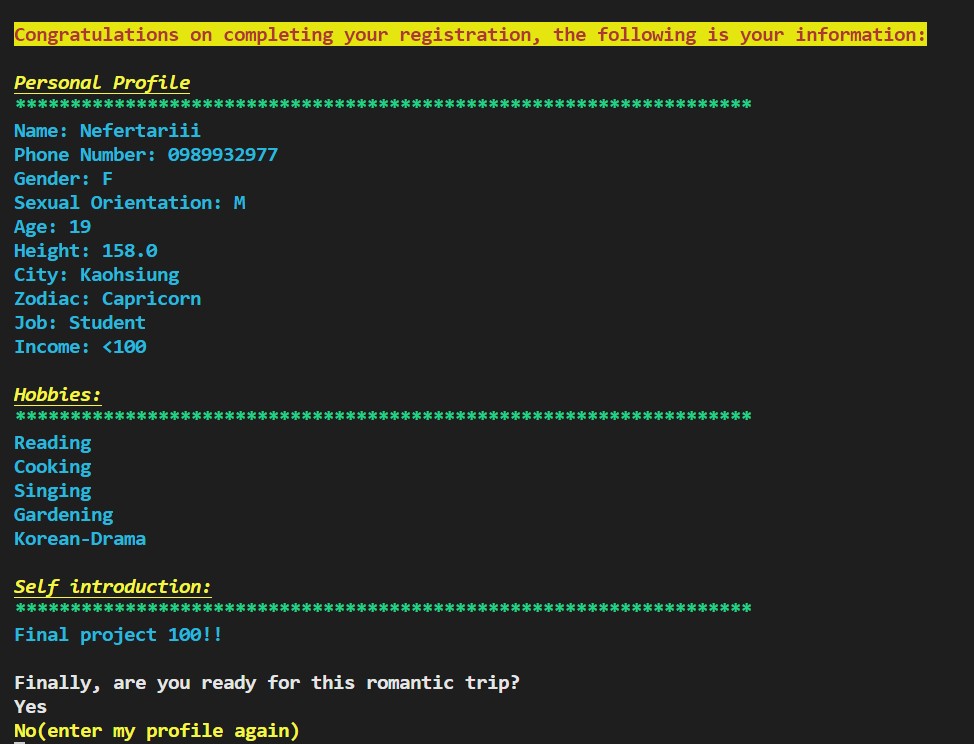 Congratulations on completing your registration, the following is your information:
Personal Profile
*******************************************************************
Name: Nefertariii
Phone Number: 0989932977
Gender: F
Sexual Orientation: M
Age: 19
Height: 158.0
City: Kaohsiung
Zodiac: Capricorn
Job: Student
Income: <100
Hobbies:
*******************************************************************
Reading
Cooking
Singing
Gardening
Korean-Drama
Self introduction:
*******************************************************************
Final project 100!!
Finally, are you ready for this romantic trip?
Yes
No(enter my profile again)